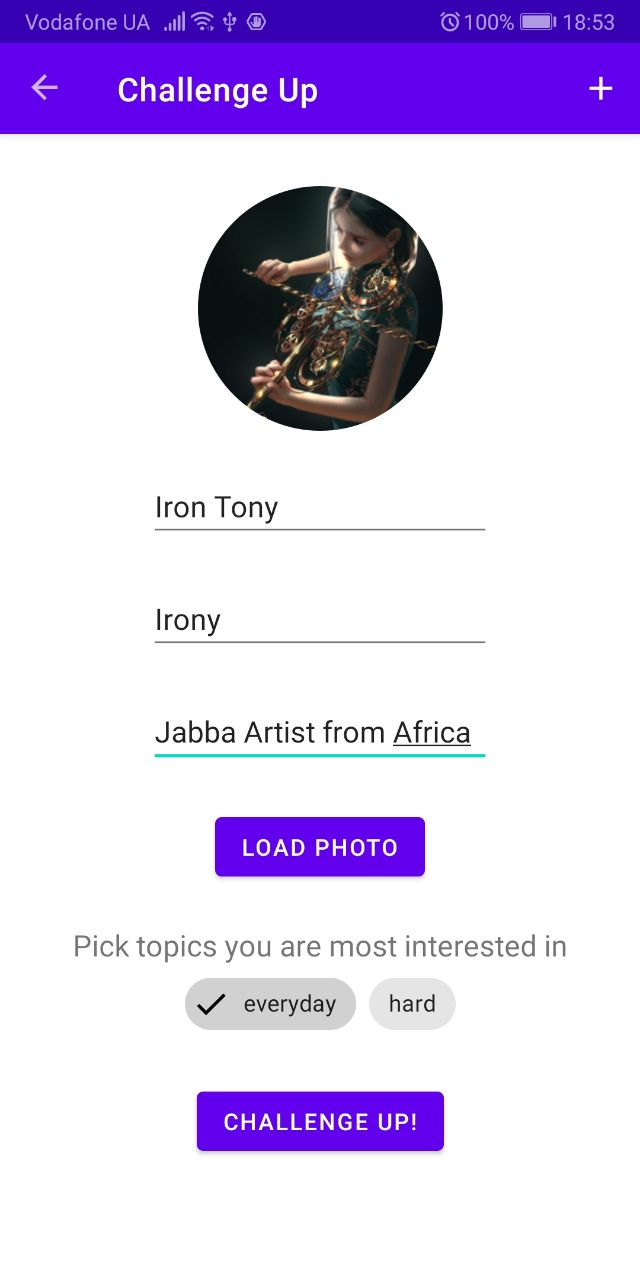 Vodafone UA 100% 18:53
Challenge Up +
Iron Tony
Irony
Jabba Artist from Africa
LOAD PHOTO
Pick topics you are most interested in
everyday hard
CHALLENGE UP!